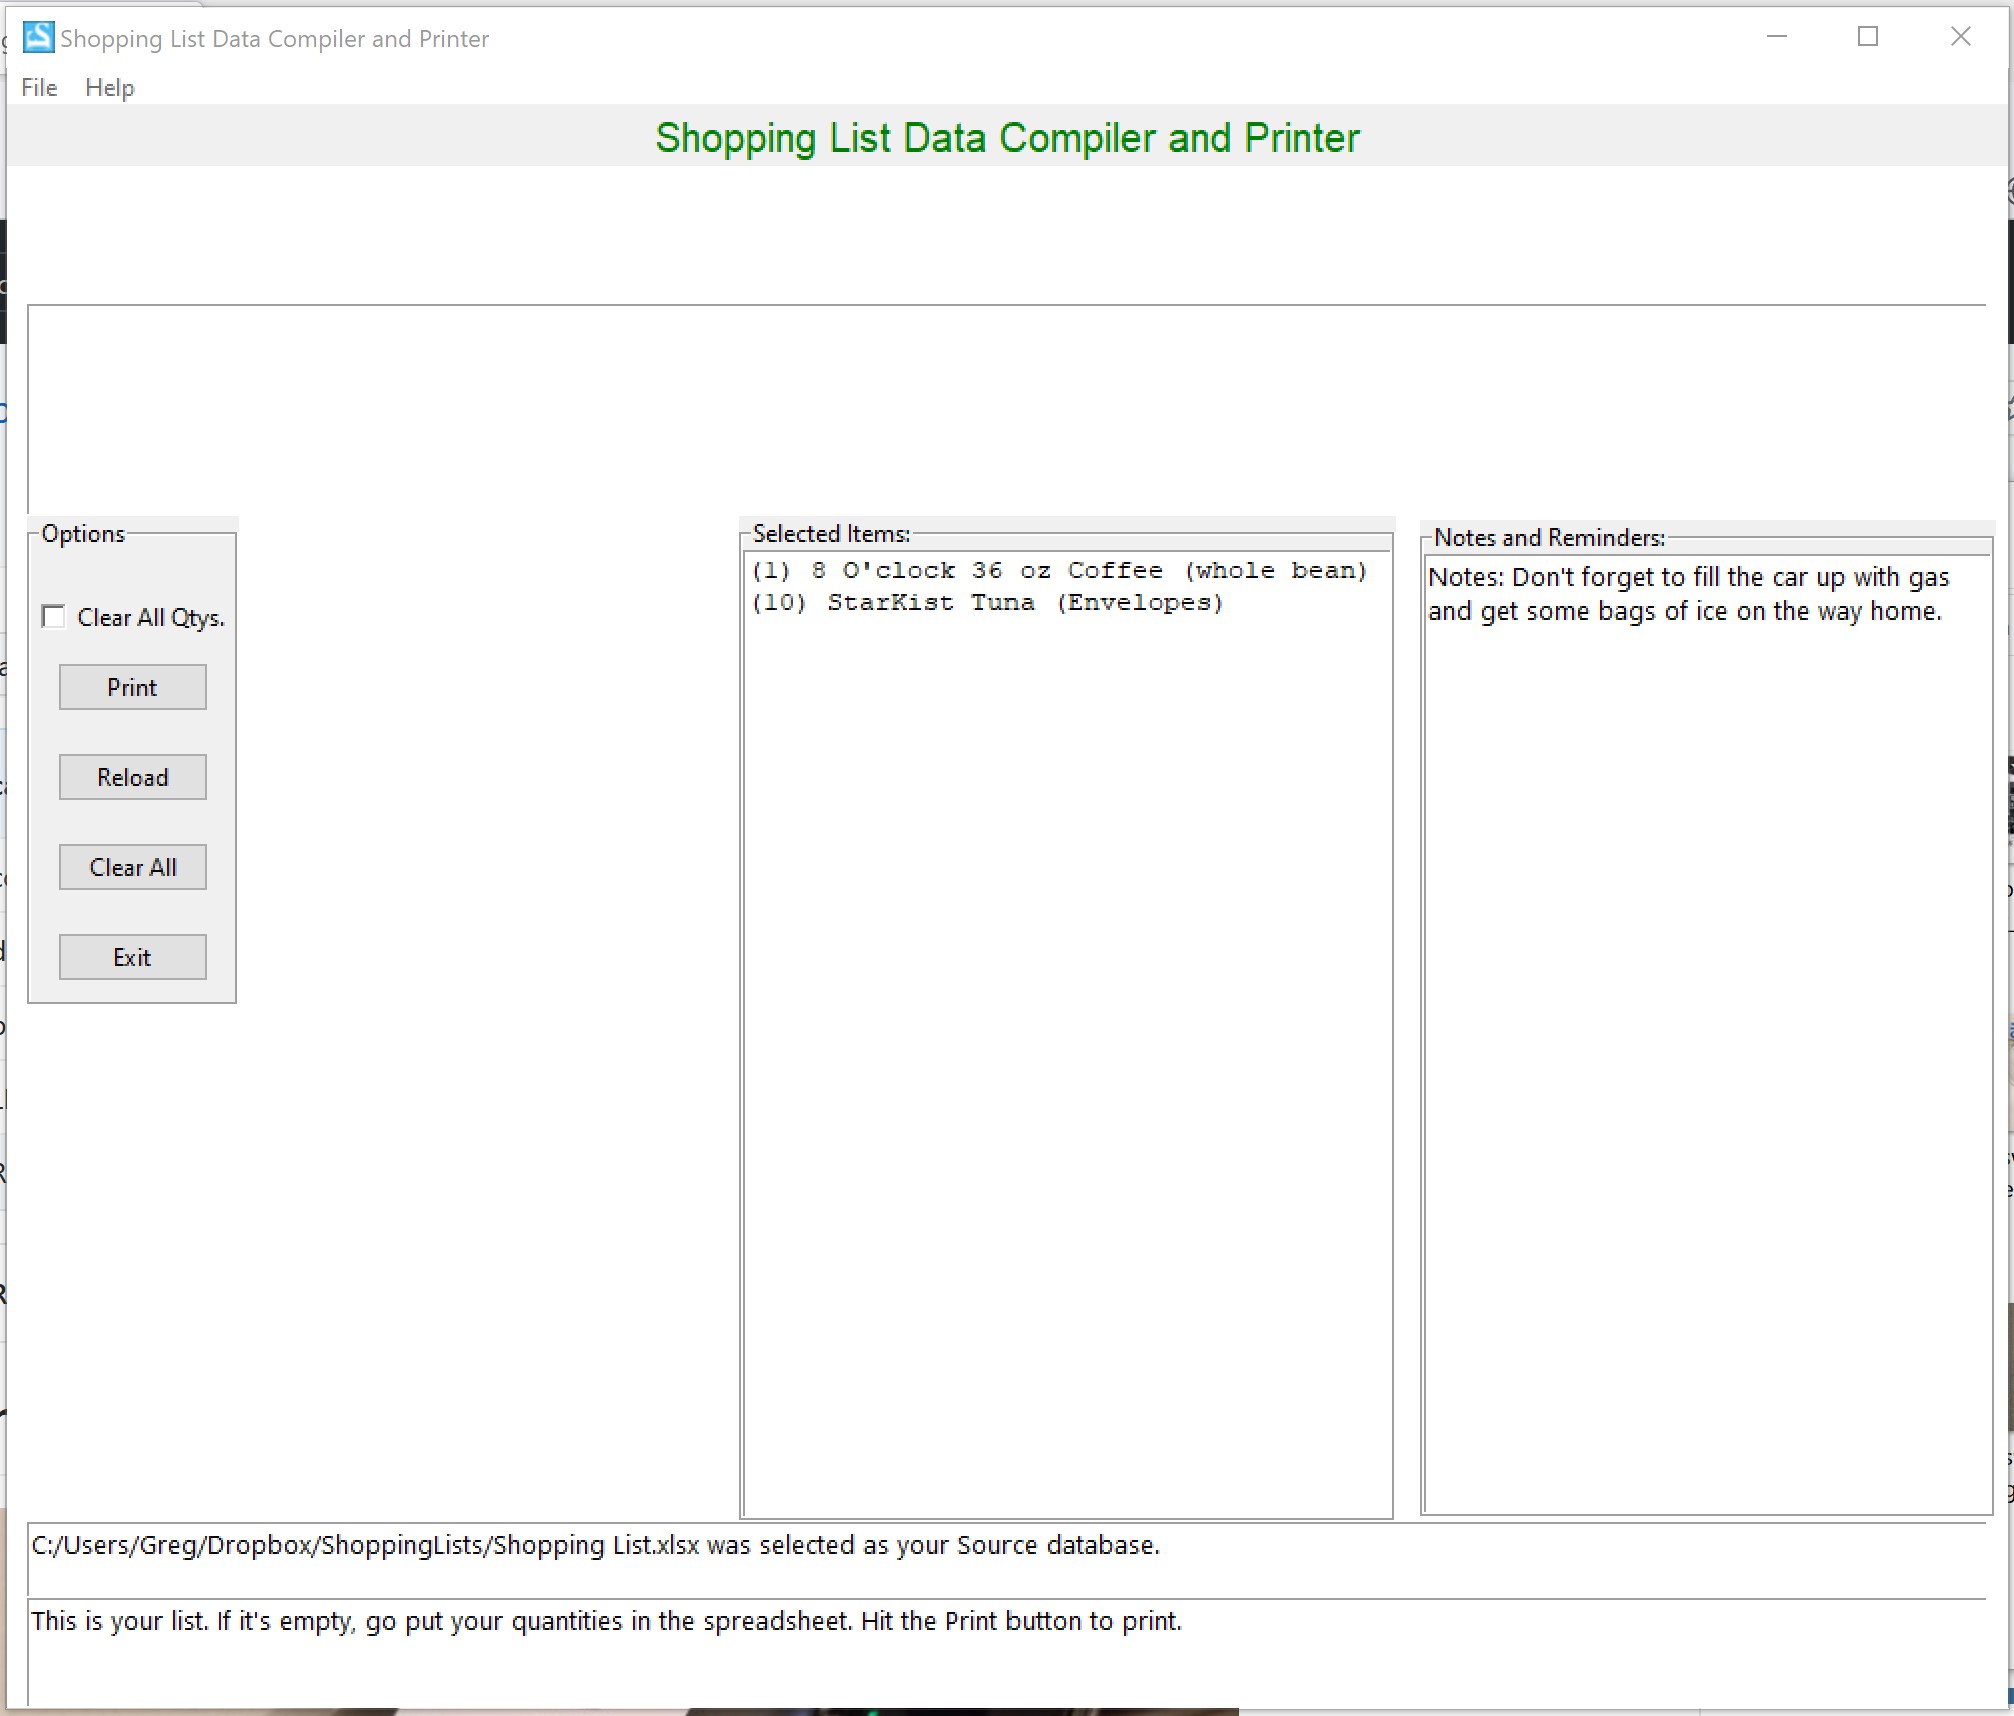 Shopping List Data Compiler and Printer
File Help
Shopping List Data Compiler and Printer
Options
Clear All Qtys.
Print
Reload
Clear All
Exit
Selected Items:
(1) 8 O'clock 36 oz Coffee (whole bean)
(10) StarKist Tuna (Envelopes)
Notes and Reminders:
Notes: Don't forget to fill the car up with gas
and get some bags of ice on the way home.
C:/Users/Greg/Dropbox/ShoppingLists/Shopping List.xlsx was selected as your Source database.
This is your list. If it's empty, go put your quantities in the spreadsheet. Hit the Print button to print.